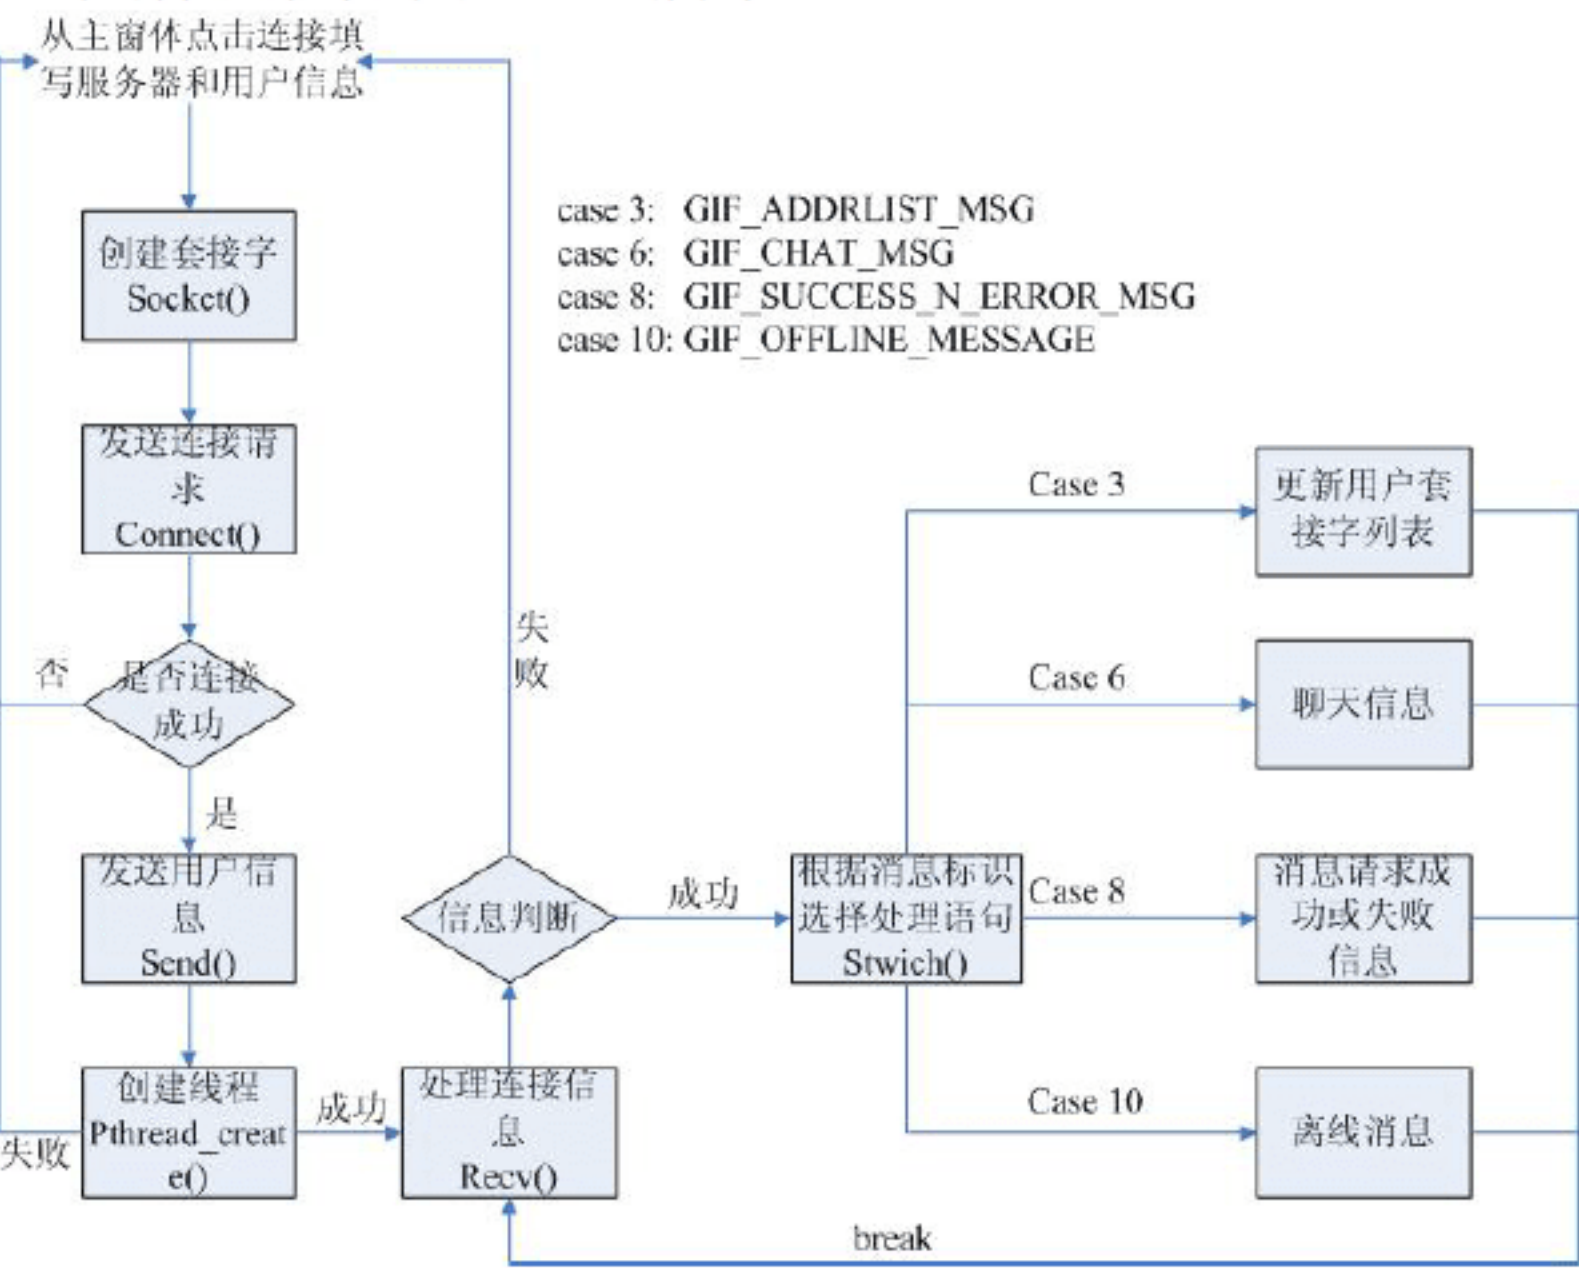 从主窗体点击连接填
写服务器和用户信息
case 3: GIF_ADDRLIST_MSG
case 6: GIF_CHAT_MSG
case 8: GIF_SUCCESS_N_ERROR_MSG
case 10: GIF_OFFLINE_MESSAGE
创建套接字
Socket()
发送连接请
求
Connect()
是否连接
成功
否
是
发送用户信
息
Send()
创建线程
Pthread_creat
e()
失败
成功
处理连接信
息
Recv()
信息判断
失
败
成功
根据消息标识
选择处理语句
Stwich()
Case 3
更新用户套
接字列表
Case 6
聊天信息
Case 8
消息请求成
功或失败
信息
Case 10
离线消息
break